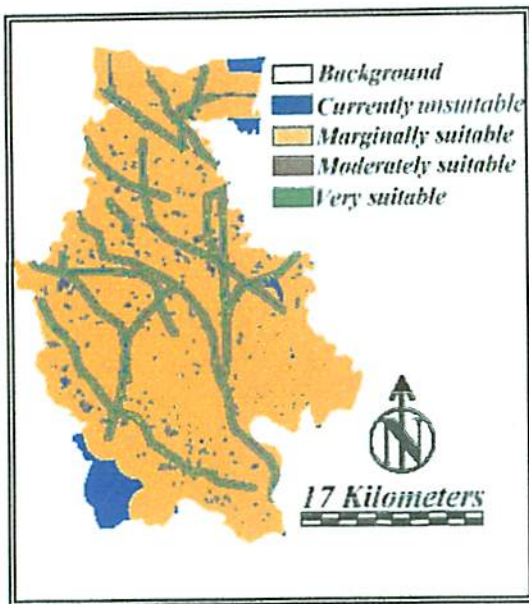 Background
Currently unsuitable
Marginally suitable
Moderately suitable
Very suitable
N
17 Kilometers